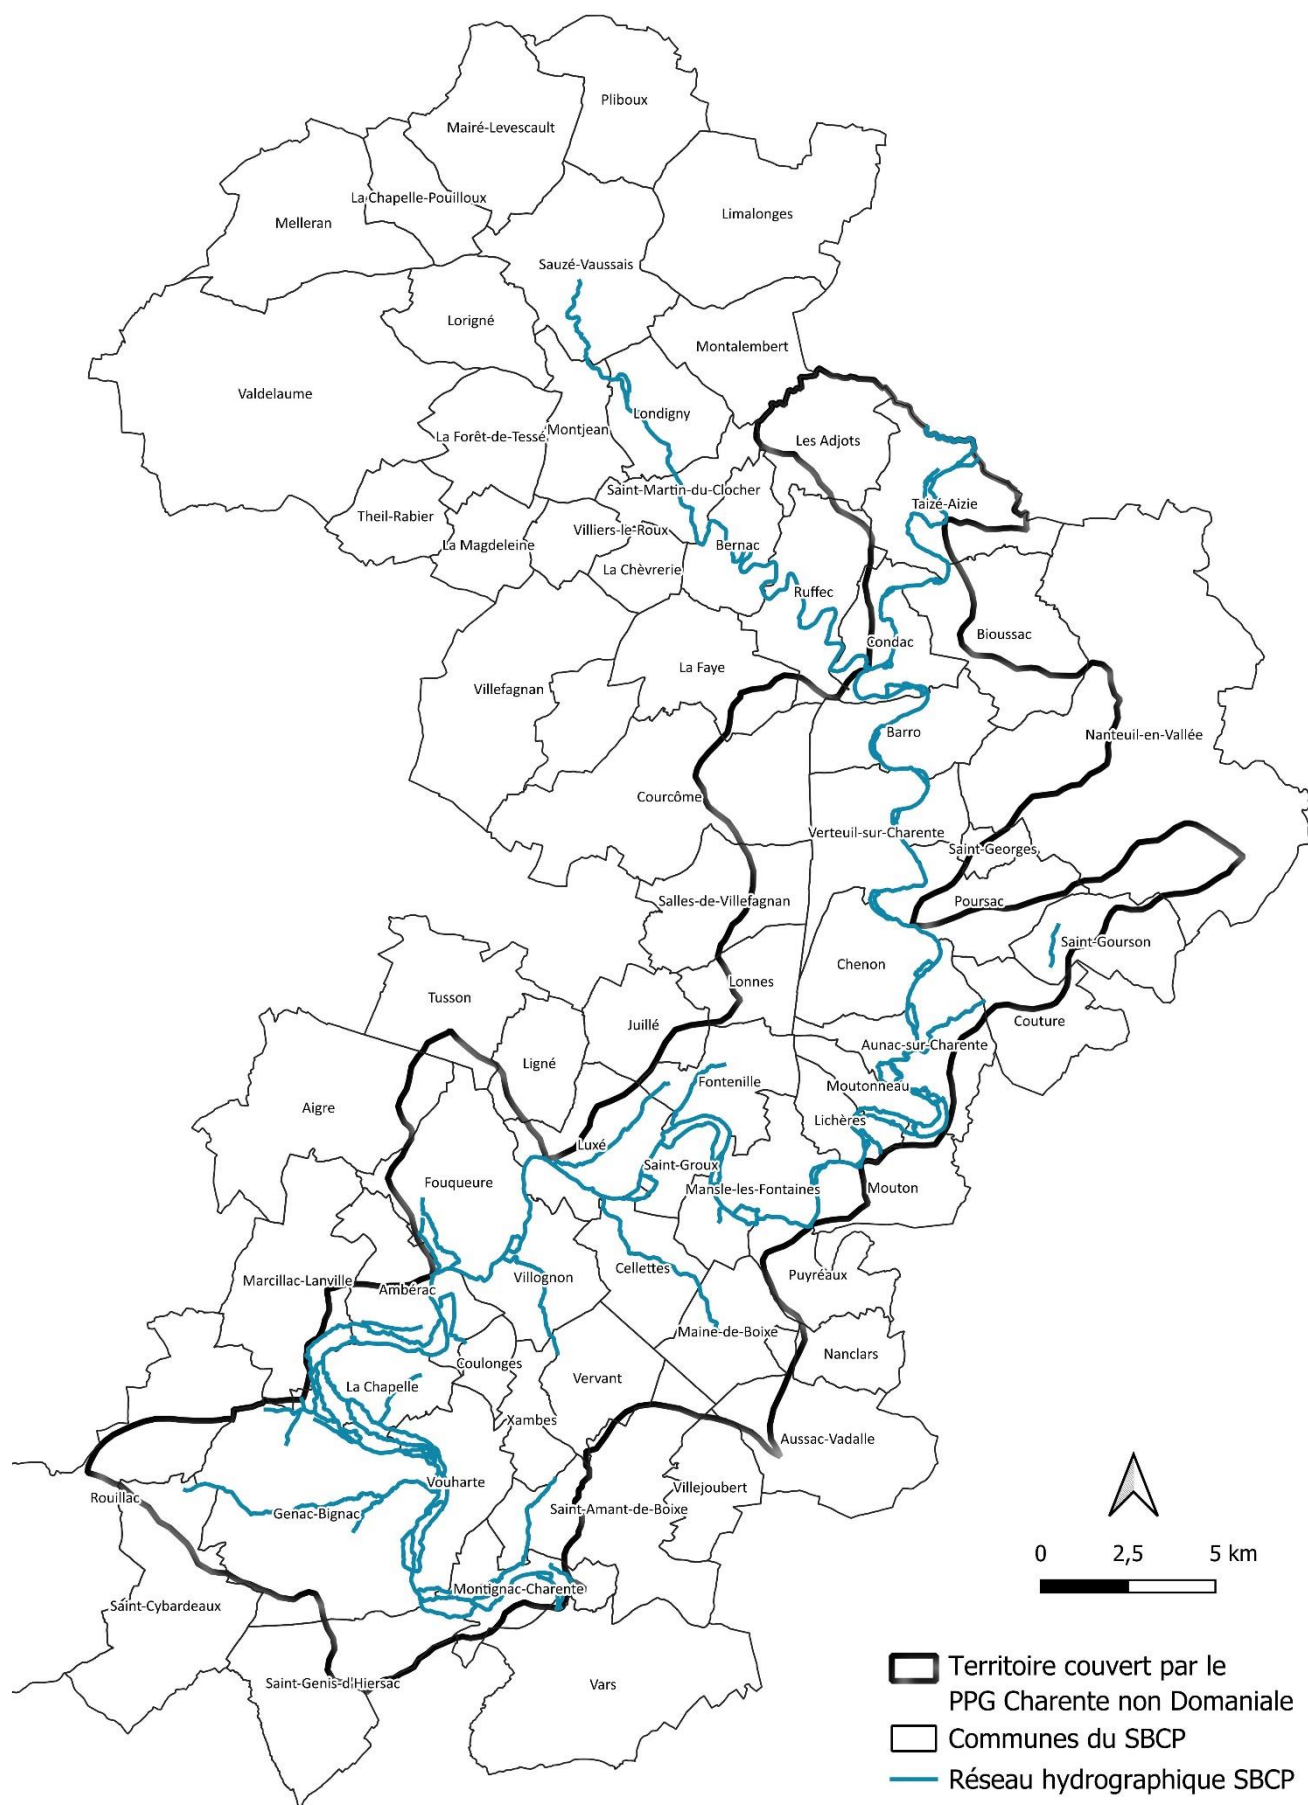 Pliboux
Mairé-Levescault
La Chapelle-Pouilloux
Limalonges
Melleran
Sauzé-Vaussais
Lorigné
Montalembert
Valdelaume
Londigny
Montjean
La Forêt-de-Tessé
Les Adjots
Saint-Martin-du-Clocher
Taizé-Aizie
Theil-Rabier
Villiers-le-Roux
La Magdeleine
Bernac
La Chèvrerie
Ruffec
Bioussac
Condac
La Faye
Villefagnan
Barro
Nanteuil-en-Vallée
Courcôme
Verteuil-sur-Charente
Saint-Georges
Salles-de-Villefagnan
Poursac
Saint-Gourson
Chenon
Lonnes
Tusson
Juillé
Couture
Aunac-sur-Charente
Ligné
Fontenille
Moutonneau
Aigre
Lichères
Luxé
Saint-Groux
Fouqueure
Mansle-les-Fontaines
Mouton
Cellettes
Puyréaux
Villognon
Marcillac-Lanville
Ambérac
Maine-de-Boixe
Nanclars
Coulonges
Vervant
La Chapelle
Xambes
Aussac-Vadalle
Vouharte
Villejoubert
Rouillac
Saint-Amant-de-Boixe
Genac-Bignac
Montignac-Charente
Saint-Cybardeaux
Saint-Genis-d'Hiersac
Vars
0 2,5 5 km
Territoire couvert par le
PPG Charente non Domaniale
Communes du SBCP
Réseau hydrographique SBCP